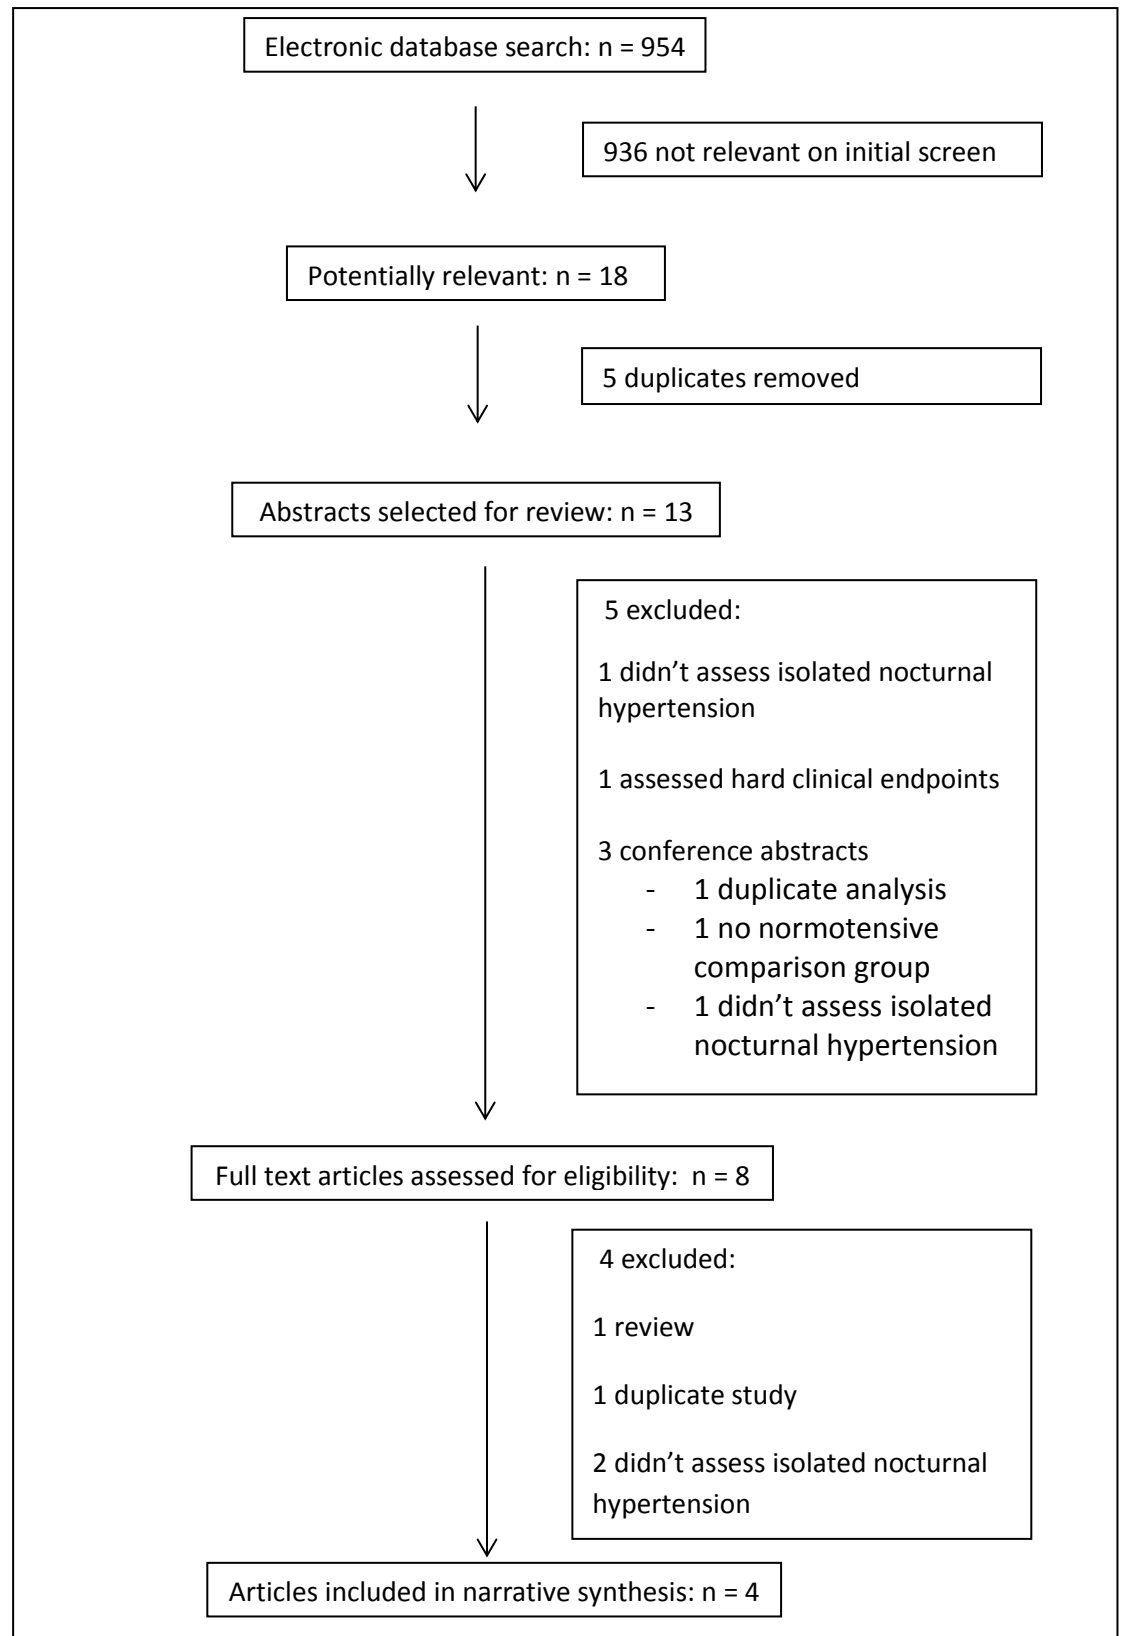 Electronic database search: n = 954
936 not relevant on initial screen
Potentially relevant: n = 18
5 duplicates removed
Abstracts selected for review: n = 13
5 excluded:
1 didn’t assess isolated nocturnal
hypertension
1 assessed hard clinical endpoints
3 conference abstracts
- 1 duplicate analysis
- 1 no normotensive
comparison group
- 1 didn’t assess isolated
nocturnal hypertension
Full text articles assessed for eligibility: n = 8
4 excluded:
1 review
1 duplicate study
2 didn’t assess isolated nocturnal
hypertension
Articles included in narrative synthesis: n = 4